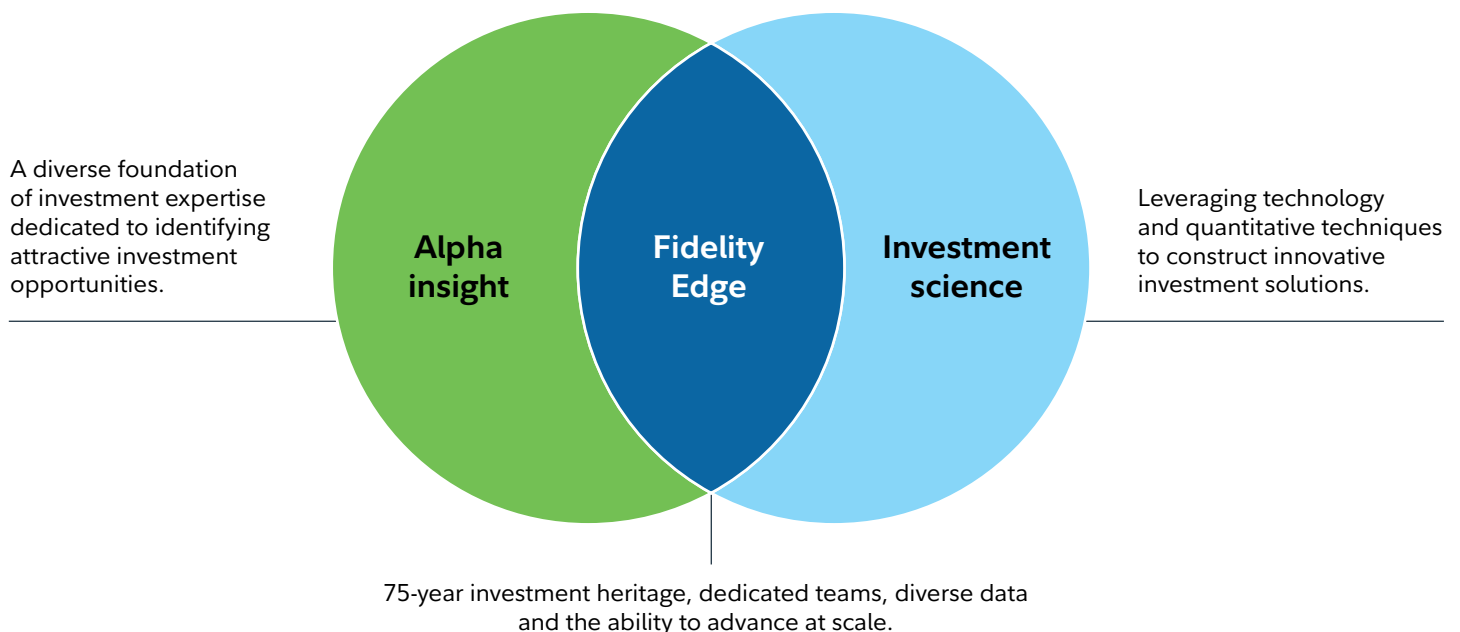 A diverse foundation
of investment expertise
dedicated to identifying
attractive investment
opportunities.
Alpha
insight
Fidelity
Edge
Investment
science
Leveraging technology
and quantitative techniques
to construct innovative
investment solutions.
75-year investment heritage, dedicated teams, diverse data
and the ability to advance at scale.